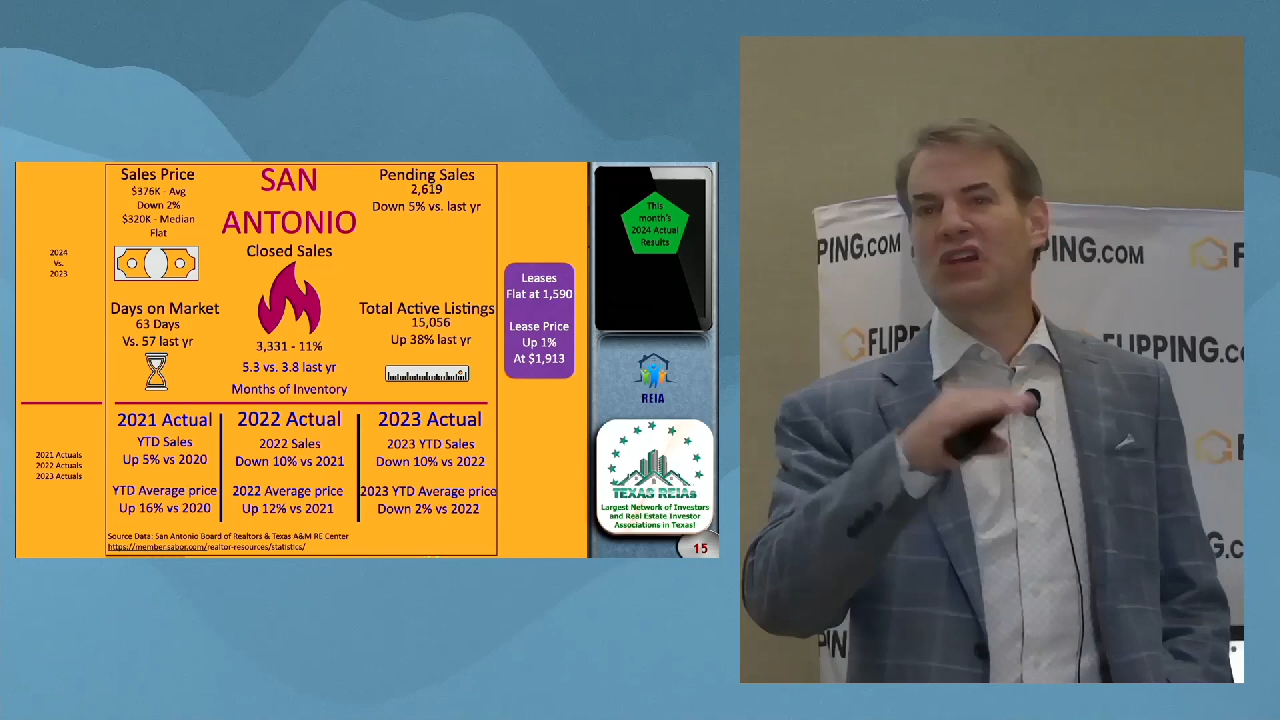 2024
Vs.
2023
Sales Price
$376K - Avg
Down 2%
$320K - Median
Flat
SAN
ANTONIO
Closed Sales
Pending Sales
2,619
Down 5% vs. last yr
Days on Market
63 Days
Vs. 57 last yr
3,331 - 11%
5.3 vs. 3.8 last yr
Months of Inventory
Total Active Listings
15,056
Up 38% last yr
Leases
Flat at 1,590
Lease Price
Up 1%
At $1,913
This
month's
2024 Actual
Results
REIA
2021 Actuals
2022 Actuals
2023 Actuals
2021 Actual
YTD Sales
Up 5% vs 2020
YTD Average price
Up 16% vs 2020
2022 Actual
2022 Sales
Down 10% vs 2021
2022 Average price
Up 12% vs 2021
2023 Actual
2023 YTD Sales
Down 10% vs 2022
2023 YTD Average price
Down 2% vs 2022
TEXAS REIAs
Largest Network of Investors
and Real Estate Investor
Associations in Texas!
Source Data: San Antonio Board of Realtors & Texas A&M RE Center
https://member.sabor.com/realtor-resources/statistics/
15
PING.COM
PING.COM
F
FLIPP
FLIPPING.CO
G.C
PIN